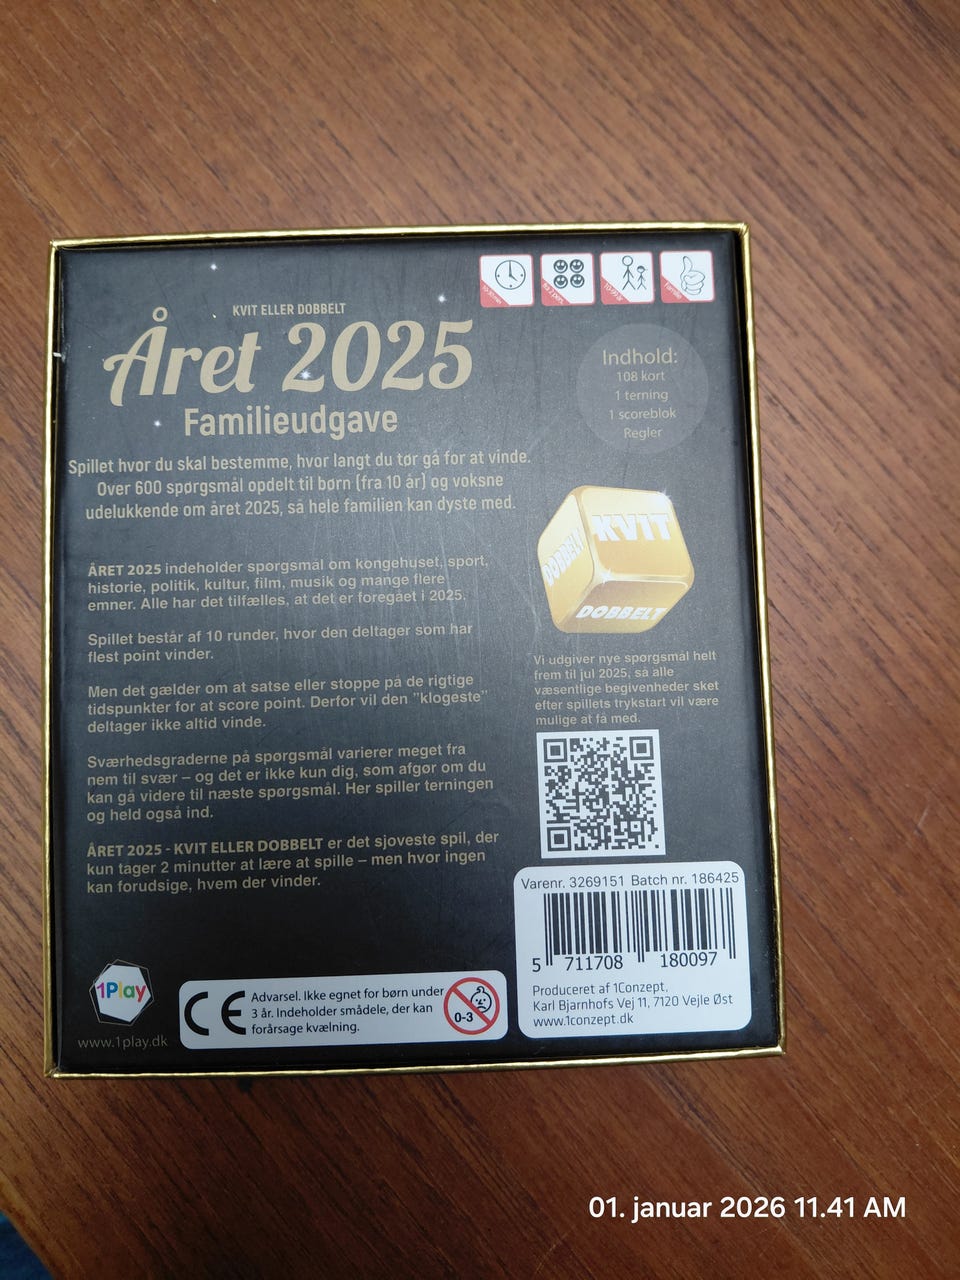 KVIT ELLER DOBBELT
Året 2025
Familieudgave
Spillet hvor du skal bestemme, hvor langt du tør gå for at vinde.
Over 600 spørgsmål opdelt til børn (fra 10 år) og voksne
udelukkende om året 2025, så hele familien kan dyste med.
ÅRET 2025 indeholder spørgsmål om kongehuset, sport,
historie, politik, kultur, film, musik og mange flere
emner. Alle har det tilfælles, at det er foregået i 2025.
Spillet består af 10 runder, hvor den deltager som har
flest point vinder.
Men det gælder om at satse eller stoppe på de rigtige
tidspunkter for at score point. Derfor vil den "klogeste"
deltager ikke altid vinde.
Sværhedsgraderne på spørgsmål varierer meget fra
nem til svær – og det er ikke kun dig, som afgør om du
kan gå videre til næste spørgsmål. Her spiller terningen
og held også ind.
ÅRET 2025 - KVIT ELLER DOBBELT er det sjoveste spil, der
kun tager 2 minutter at lære at spille – men hvor ingen
kan forudsige, hvem der vinder.
1Play
www.1play.dk
CE
Advarsel. Ikke egnet for børn under
3 år. Indeholder smådele, der kan
forårsage kvælning.
0-3
10-99 år
Familie
Indhold:
108 kort
1 terning
1 scoreblok
Regler
KVIT
DOBBELT
DOBBELT
Vi udgiver nye spørgsmål helt
frem til jul 2025, så alle
væsentlige begivenheder sket
efter spillets trykstart vil være
mulige at få med.
Varenr. 3269151 Batch nr. 186425
5 711708 180097
Produceret af 1Conzept,
Karl Bjarnhofs Vej 11, 7120 Vejle Øst
www.1conzept.dk
01. januar 2026 11.41 AM